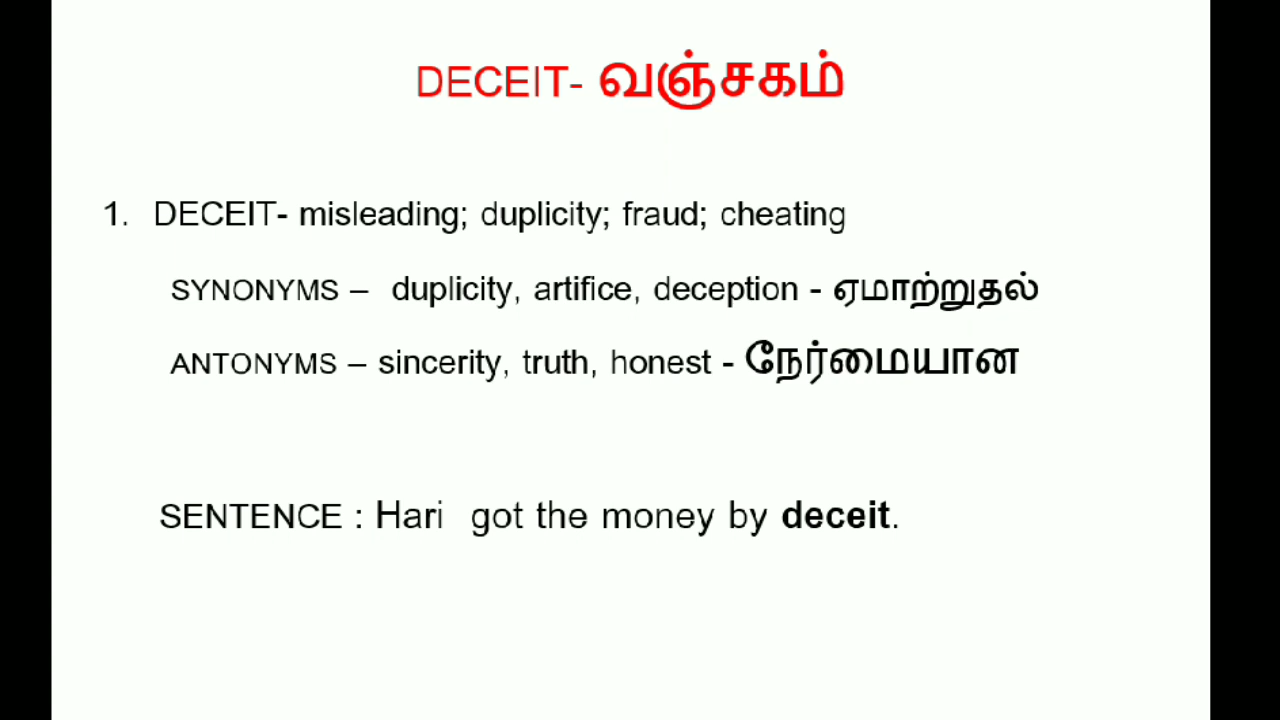 DECEIT- வஞ்சகம்
1. DECEIT- misleading; duplicity; fraud; cheating
SYNONYMS – duplicity, artifice, deception - ஏமாற்றுதல்
ANTONYMS – sincerity, truth, honest - நேர்மையான
SENTENCE : Hari got the money by deceit.